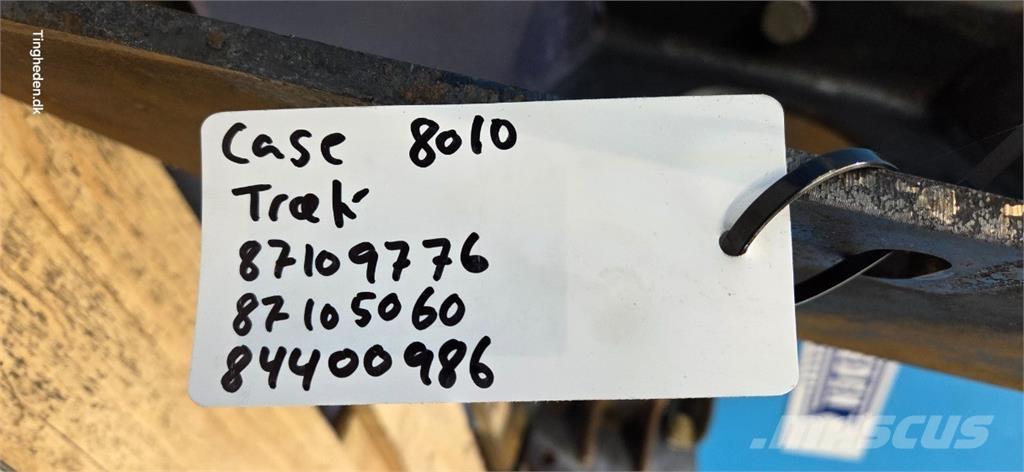 Case 8010
Træk
87109776
87105060
84400986
Tingheden.dk
mascus